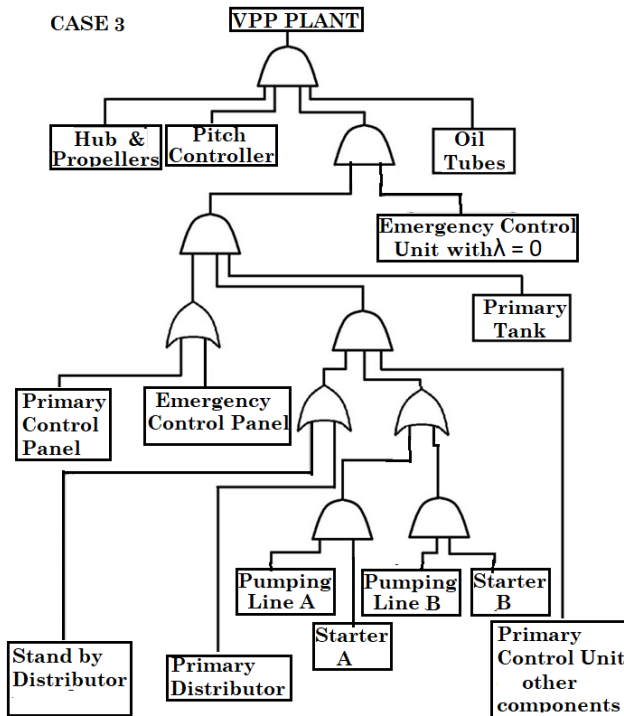 CASE 3
VPP PLANT
Hub &
Propellers
Pitch
Controller
Oil
Tubes
Emergency Control
Unit with λ = 0
Primary
Tank
Primary
Control
Panel
Emergency
Control Panel
Pumping
Line A
Pumping
Line B
Starter
B
Starter
A
Stand by
Distributor
Primary
Distributor
Primary
Control Unit
other
components